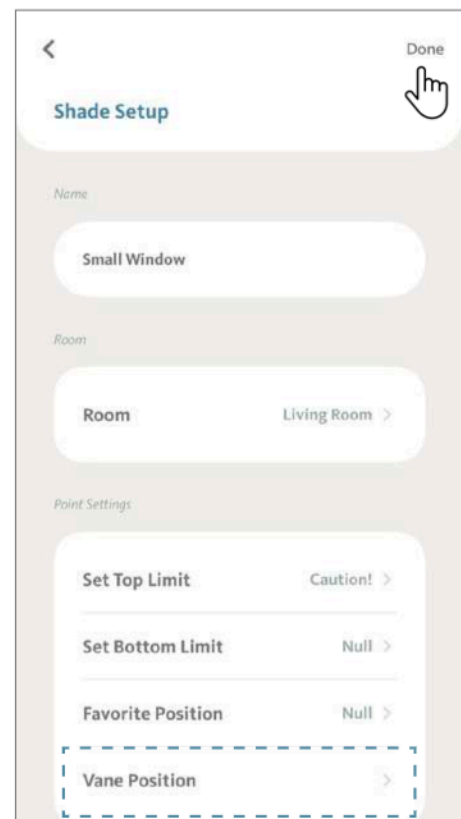 Done
Shade Setup
Name
Small Window
Room
Room Living Room >
Point Settings
Set Top Limit Caution! >
Set Bottom Limit Null >
Favorite Position Null >
Vane Position >